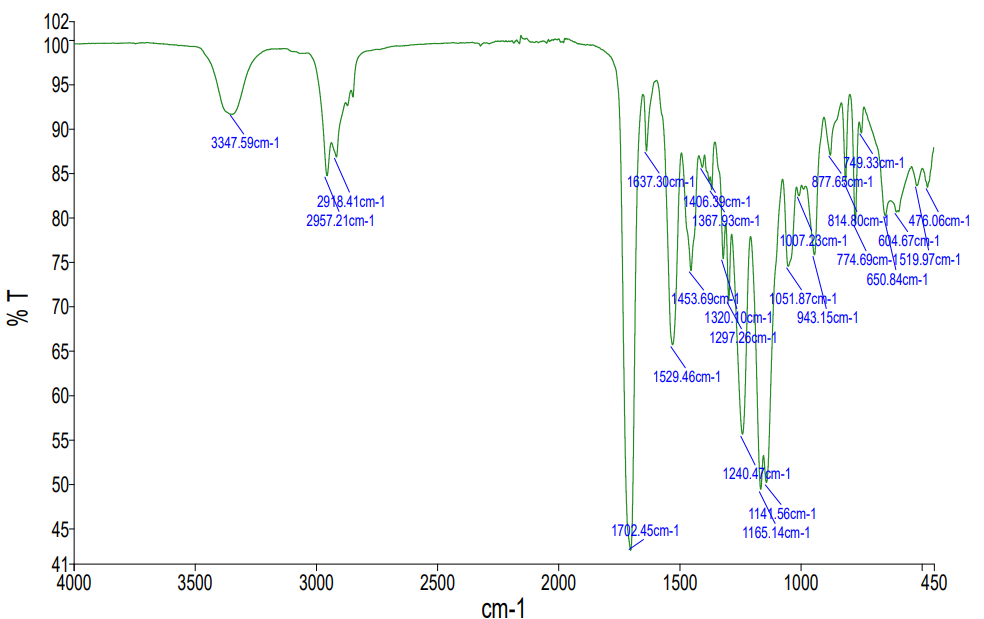 102
100
95
90
85
80
75
70
65
60
55
50
45
41
% T
3347.59cm-1
2918.41cm-1
2957.21cm-1
1702.45cm-1
1637.30cm-1
1529.46cm-1
1453.69cm-1
1406.39cm-1
1367.93cm-1
1320.10cm-1
1297.26cm-1
1240.47cm-1
1141.56cm-1
1165.14cm-1
1051.87cm-1
943.15cm-1
1007.23cm-1
877.65cm-1
749.33cm-1
814.80cm-1
774.69cm-1
650.84cm-1
604.67cm-1
519.97cm-1
476.06cm-1
4000 3500 3000 2500 2000 1500 1000 450
cm-1